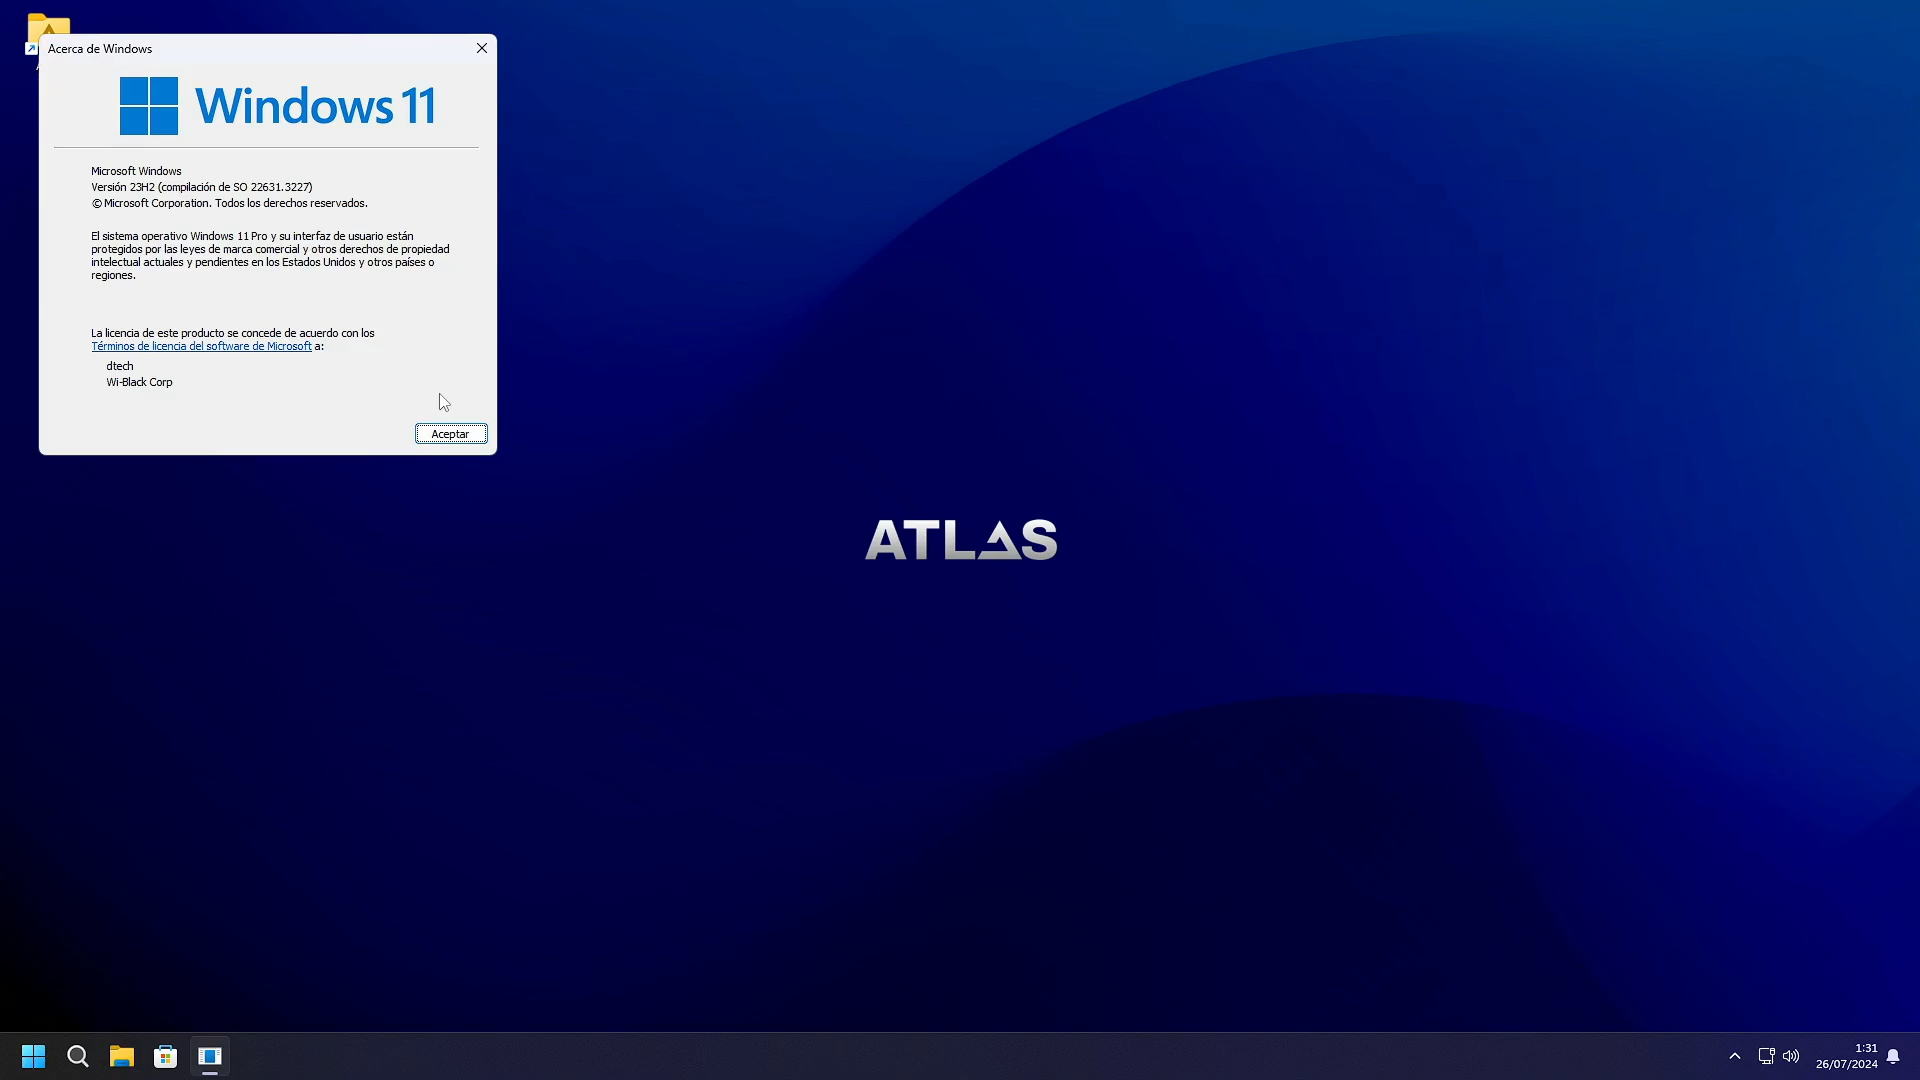 Acerca de Windows
Windows 11
Microsoft Windows
Versión 23H2 (compilación de SO 22631.3227)
© Microsoft Corporation. Todos los derechos reservados.
El sistema operativo Windows 11 Pro y su interfaz de usuario están
protegidos por las leyes de marca comercial y otros derechos de propiedad
intelectual actuales y pendientes en los Estados Unidos y otros países o
regiones.
La licencia de este producto se concede de acuerdo con los
Términos de licencia del software de Microsoft a:
dtech
Wi-Black Corp
Aceptar
ATLAS
1:31
26/07/2024